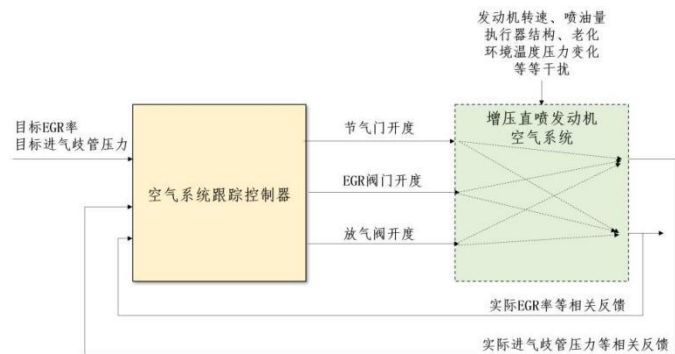 发动机转速、喷油量
执行器结构、老化
环境温度压力变化
等等干扰
目标EGR率
目标进气歧管压力
空气系统跟踪控制器
节气门开度
EGR阀门开度
放气阀开度
增压直喷发动机
空气系统
实际EGR率等相关反馈
实际进气歧管压力等相关反馈